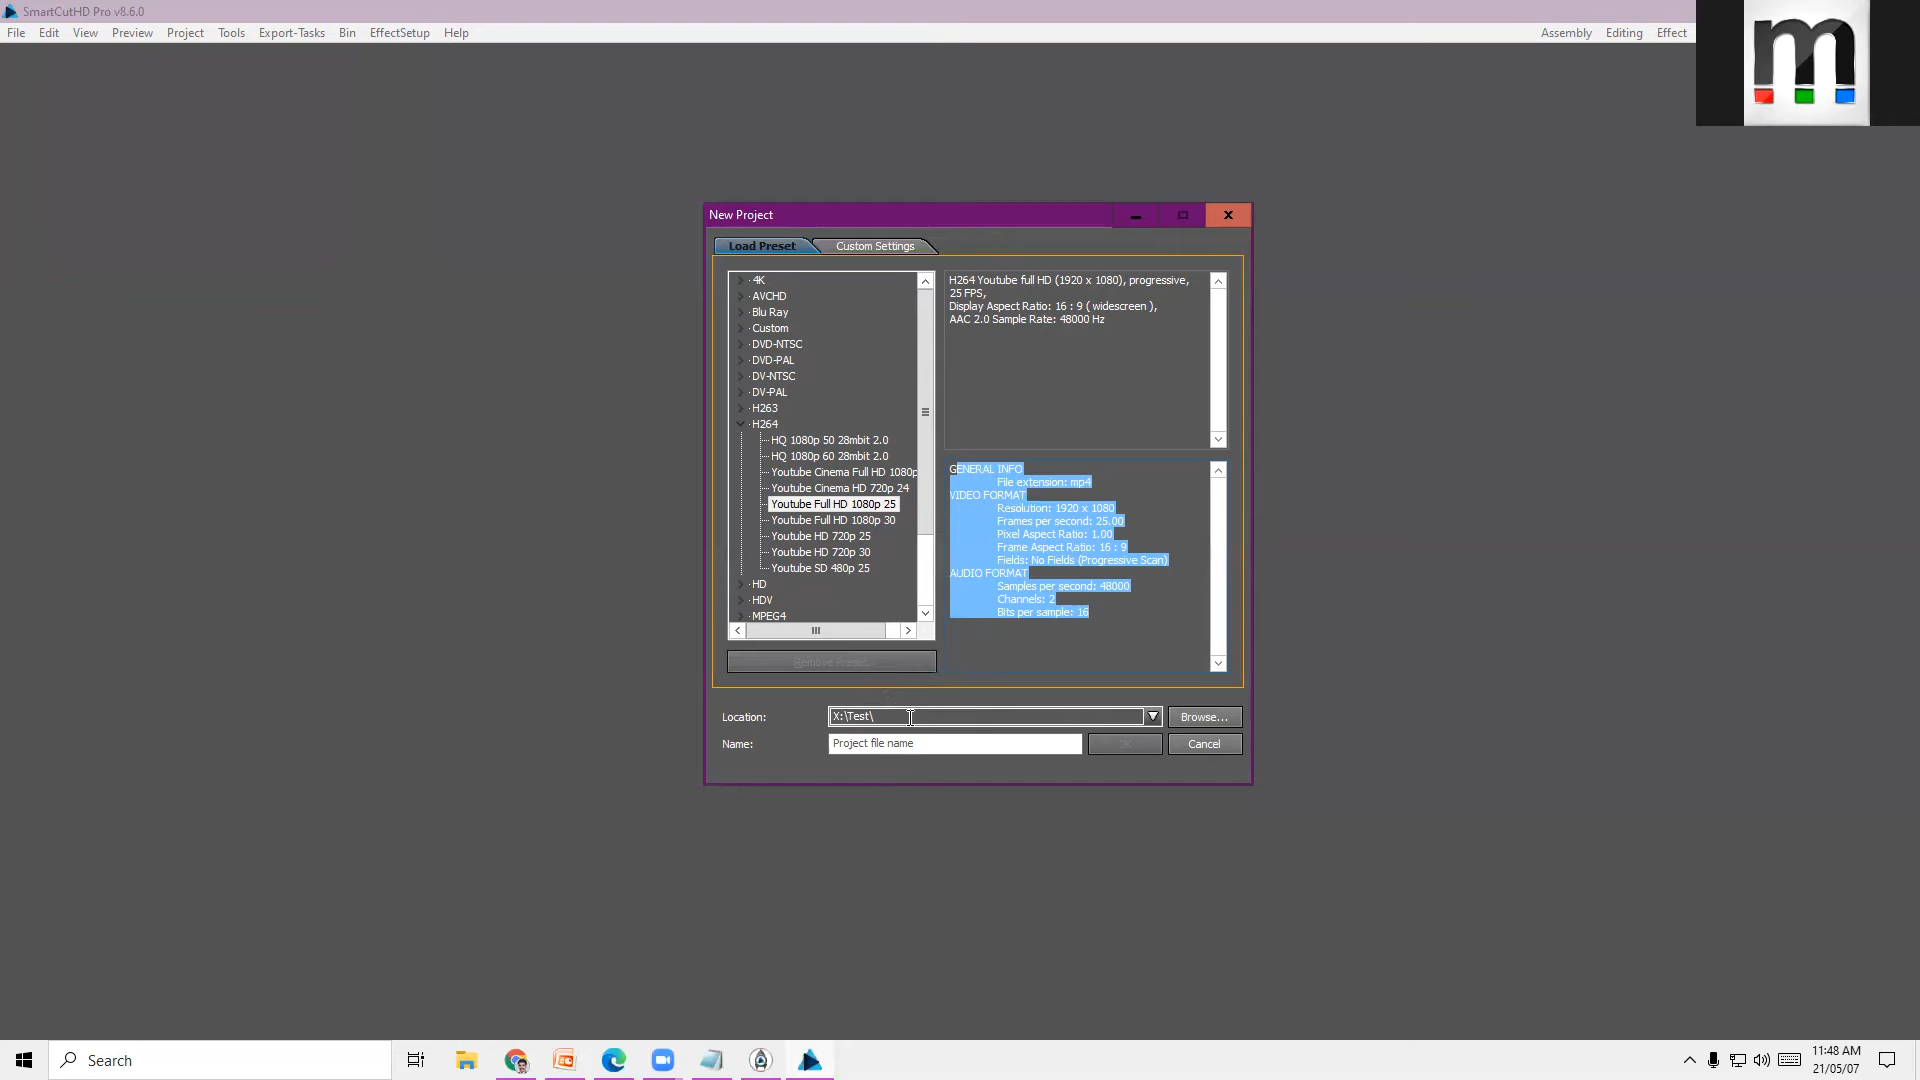 SmartCutHD Pro v8.6.0
File Edit View Preview Project Tools Export-Tasks Bin EffectSetup Help Assembly Editing Effect
m
New Project
Load Preset Custom Settings
4K
AVCHD
Blu Ray
Custom
DVD-NTSC
DVD-PAL
DV-NTSC
DV-PAL
H263
H264
HQ 1080p 50 28mbit 2.0
HQ 1080p 60 28mbit 2.0
Youtube Cinema Full HD 1080p
Youtube Cinema HD 720p 24
Youtube Full HD 1080p 25
Youtube Full HD 1080p 30
Youtube HD 720p 25
Youtube HD 720p 30
Youtube SD 480p 25
HD
HDV
MPEG4
Remove Preset...
H264 Youtube full HD (1920 x 1080), progressive,
25 FPS,
Display Aspect Ratio: 16 : 9 ( widescreen ),
AAC 2.0 Sample Rate: 48000 Hz
GENERAL INFO
File extension: mp4
VIDEO FORMAT
Resolution: 1920 x 1080
Frames per second: 25.00
Pixel Aspect Ratio: 1.00
Frame Aspect Ratio: 16 : 9
Fields: No Fields (Progressive Scan)
AUDIO FORMAT
Samples per second: 48000
Channels: 2
Bits per sample: 16
Location: X:\Test\ Browse...
Name: Project file name OK Cancel
Search
11:48 AM
21/05/07